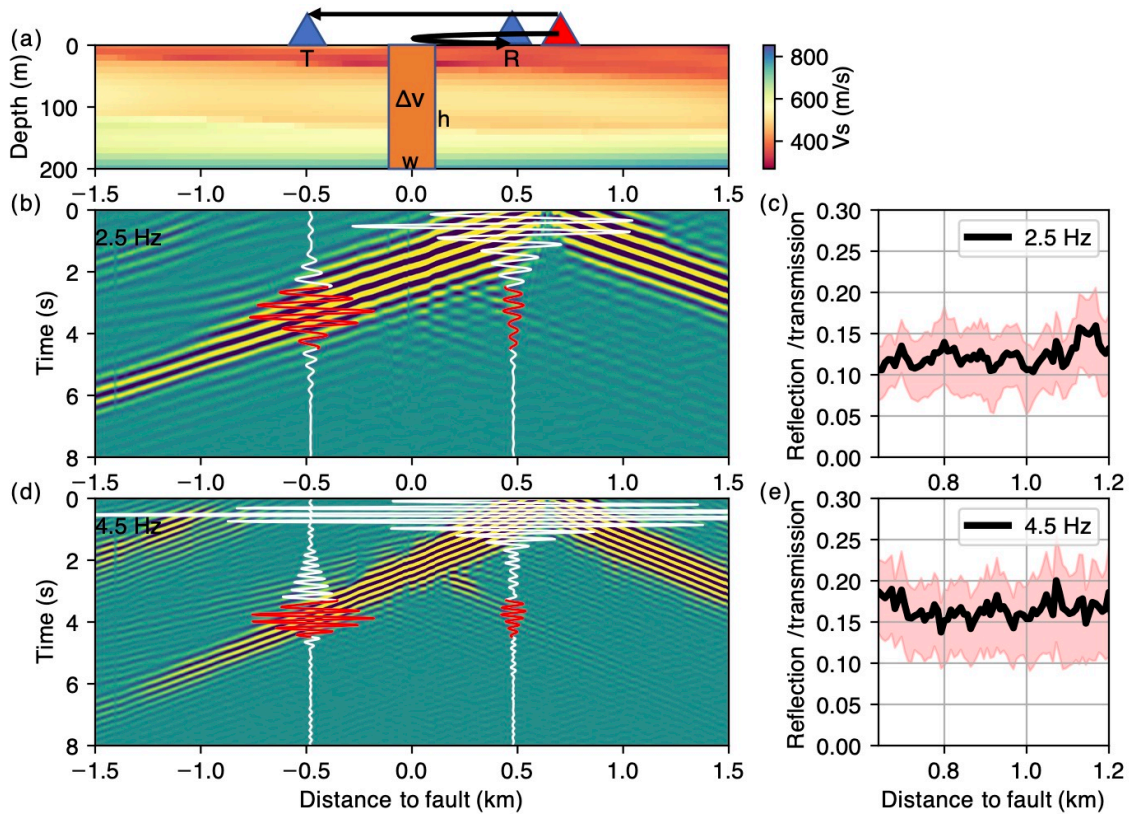 (a)
T
R
Depth (m)
0
100
200
Δv
h
w
−1.5 −1.0 −0.5 0.0 0.5 1.0 1.5
800
600
400
Vs (m/s)
(b)
2.5 Hz
Time (s)
0
2
4
6
8
−1.5 −1.0 −0.5 0.0 0.5 1.0 1.5
(c)
2.5 Hz
Reflection /transmission
0.30
0.25
0.20
0.15
0.10
0.05
0.00
(d)
4.5 Hz
Time (s)
0
2
4
6
8
−1.5 −1.0 −0.5 0.0 0.5 1.0 1.5
Distance to fault (km)
(e)
4.5 Hz
Reflection /transmission
0.30
0.25
0.20
0.15
0.10
0.05
0.00
0.8 1.0 1.2
Distance to fault (km)